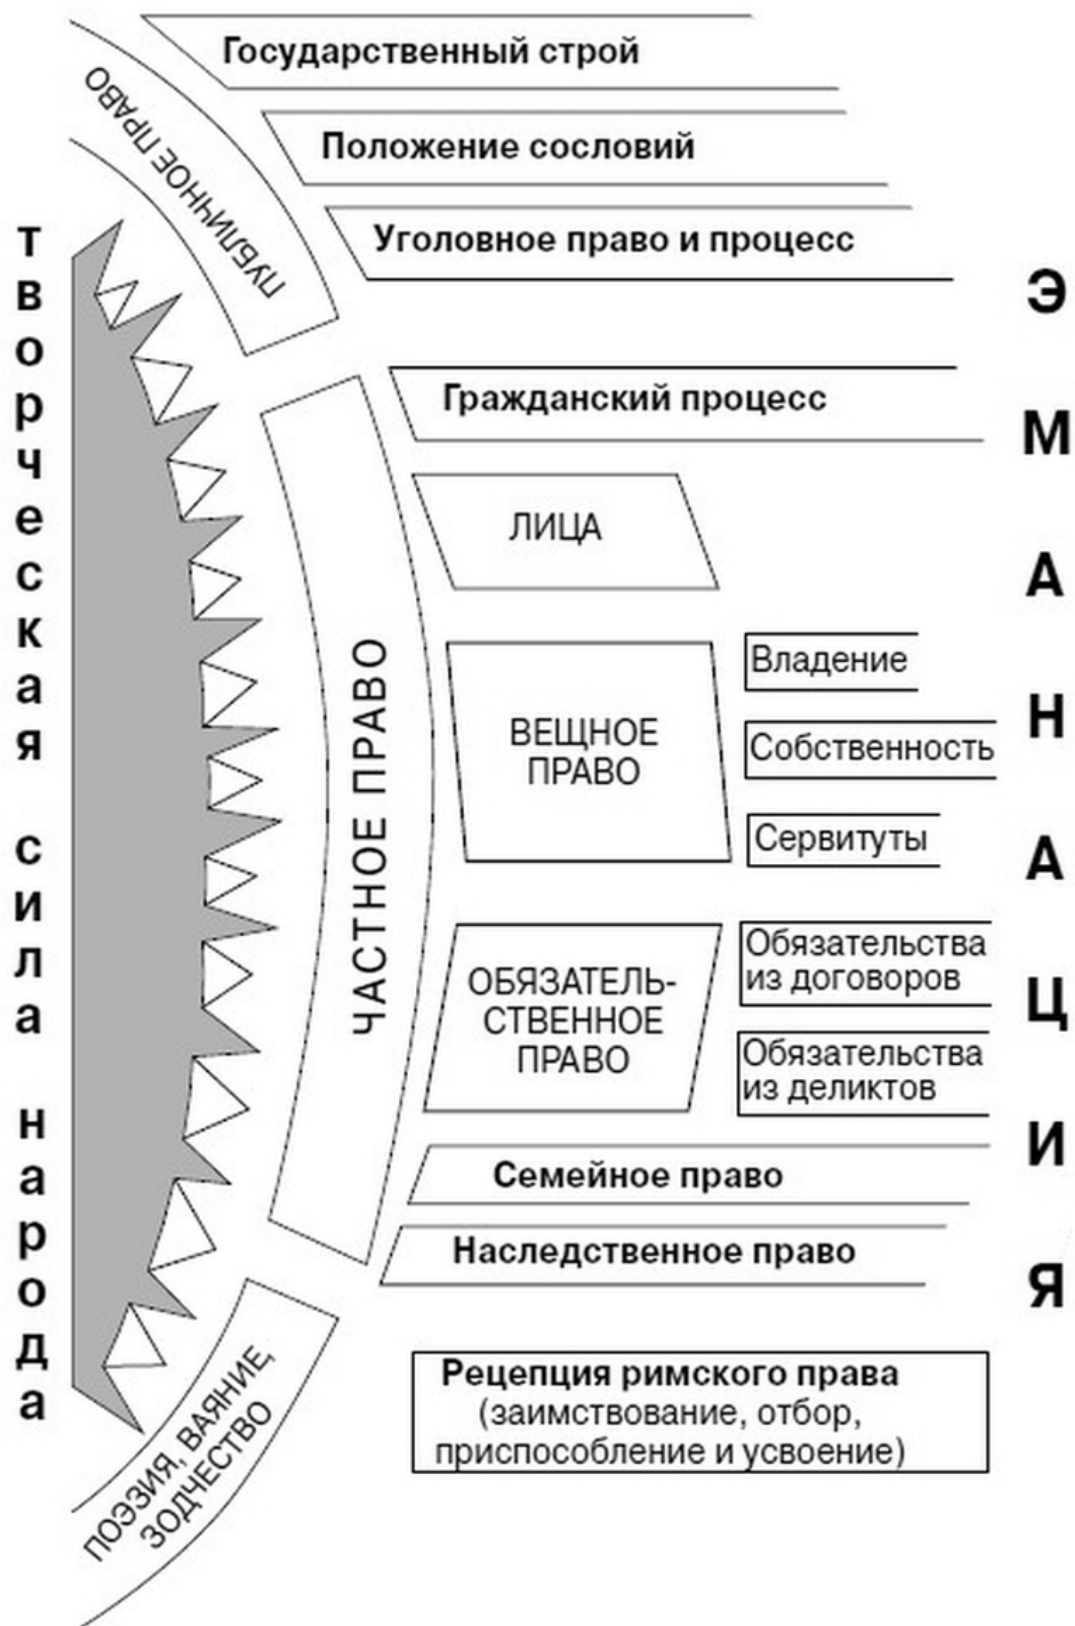 творческая сила народа
ПУБЛИЧНОЕ ПРАВО
Государственный строй
Положение сословий
Уголовное право и процесс
ЧАСТНОЕ ПРАВО
Гражданский процесс
ЛИЦА
ВЕЩНОЕ
ПРАВО
Владение
Собственность
Сервитуты
ОБЯЗАТЕЛЬ-
СТВЕННОЕ
ПРАВО
Обязательства
из договоров
Обязательства
из деликтов
Семейное право
Наследственное право
ПОЭЗИЯ, ВАЯНИЕ,
ЗОДЧЕСТВО
Рецепция римского права
(заимствование, отбор,
приспособление и усвоение)
ЭМАНАЦИЯ